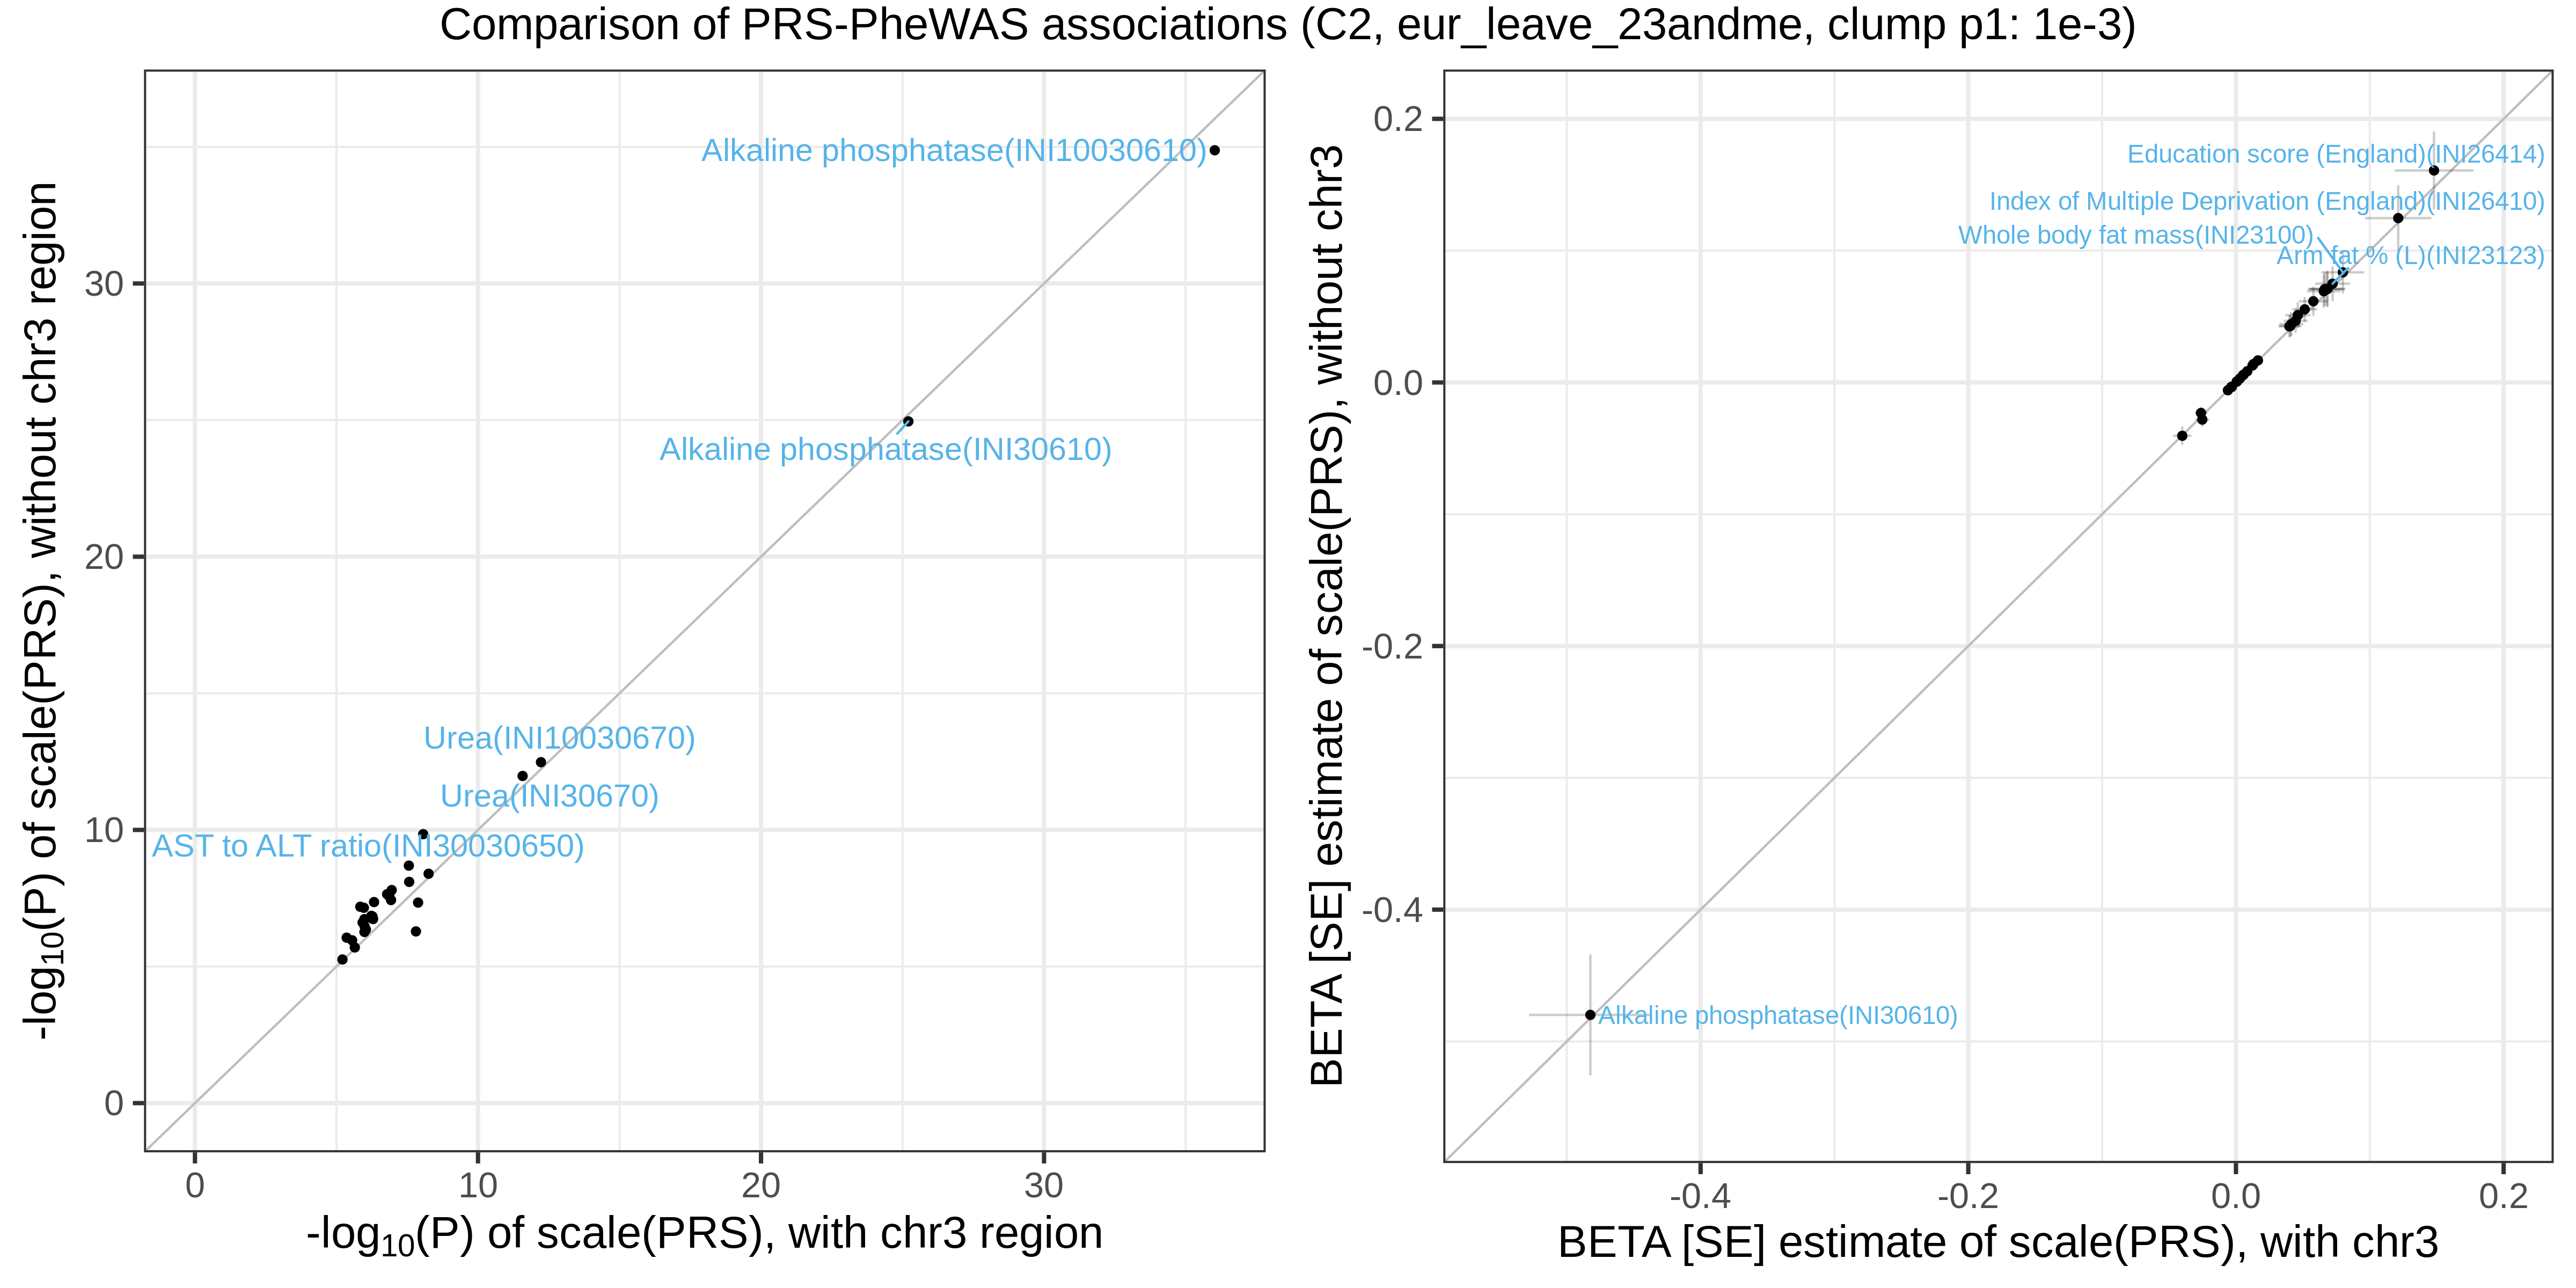 Comparison of PRS-PheWAS associations (C2, eur_leave_23andme, clump p1: 1e-3)
-log10(P) of scale(PRS), without chr3 region
30
20
10
0
Alkaline phosphatase(INI10030610)
Alkaline phosphatase(INI30610)
Urea(INI10030670)
Urea(INI30670)
AST to ALT ratio(INI30030650)
0 10 20 30
-log10(P) of scale(PRS), with chr3 region
BETA [SE] estimate of scale(PRS), without chr3
0.2
0.0
-0.2
-0.4
Education score (England)(INI26414)
Index of Multiple Deprivation (England)(INI26410)
Whole body fat mass(INI23100)
Arm fat % (L)(INI23123)
Alkaline phosphatase(INI30610)
-0.4 -0.2 0.0 0.2
BETA [SE] estimate of scale(PRS), with chr3